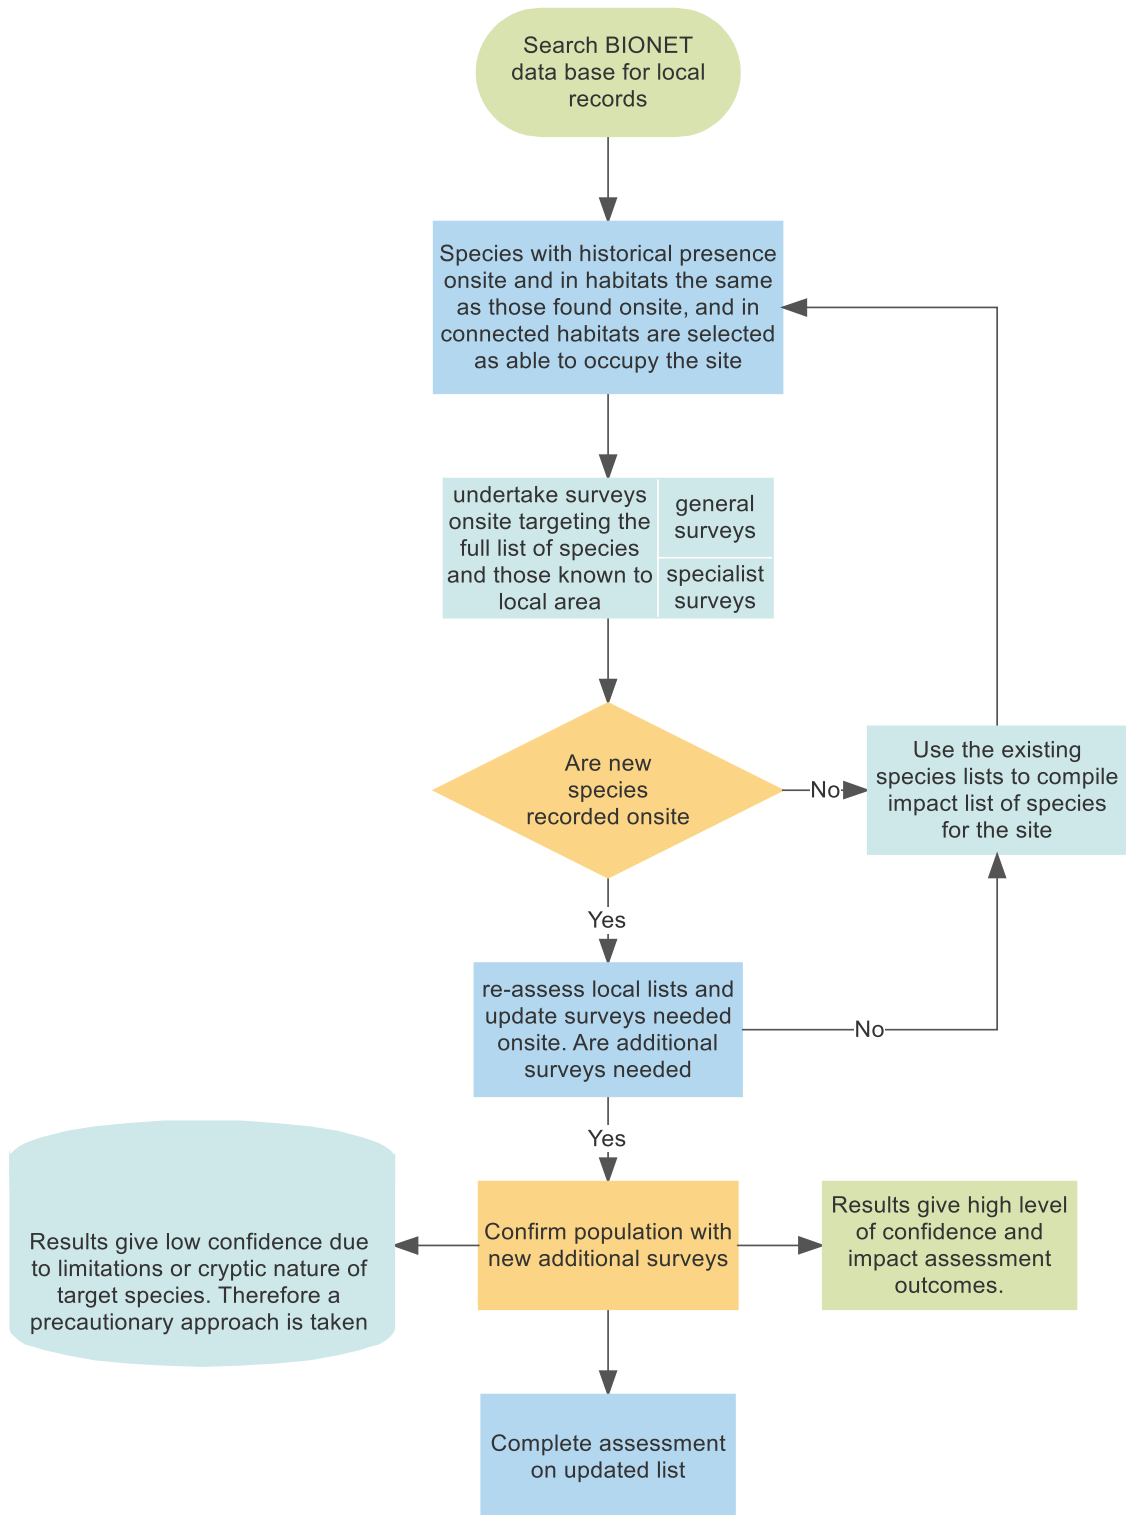 Search BIONET
data base for local
records
Species with historical presence
onsite and in habitats the same
as those found onsite, and in
connected habitats are selected
as able to occupy the site
undertake surveys
onsite targeting the
full list of species
and those known to
local area
general
surveys
specialist
surveys
Are new
species
recorded onsite
No
Use the existing
species lists to compile
impact list of species
for the site
Yes
re-assess local lists and
update surveys needed
onsite. Are additional
surveys needed
No
Yes
Results give low confidence due
to limitations or cryptic nature of
target species. Therefore a
precautionary approach is taken
Confirm population with
new additional surveys
Results give high level
of confidence and
impact assessment
outcomes.
Complete assessment
on updated list